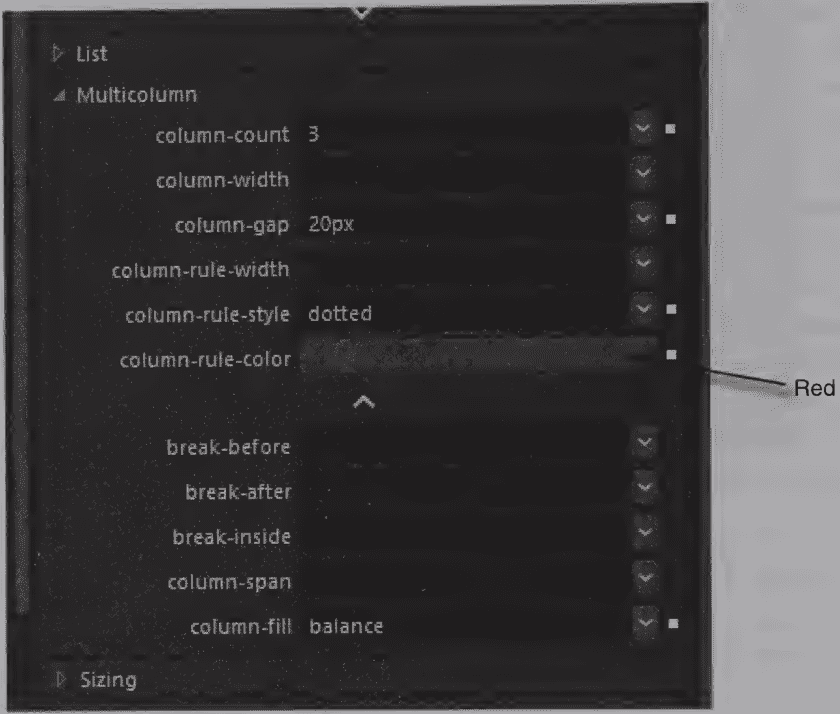 List
Multicolumn
column-count 3
column-width
column-gap 20px
column-rule-width
column-rule-style dotted
column-rule-color
Red
break-before
break-after
break-inside
column-span
column-fill balance
Sizing